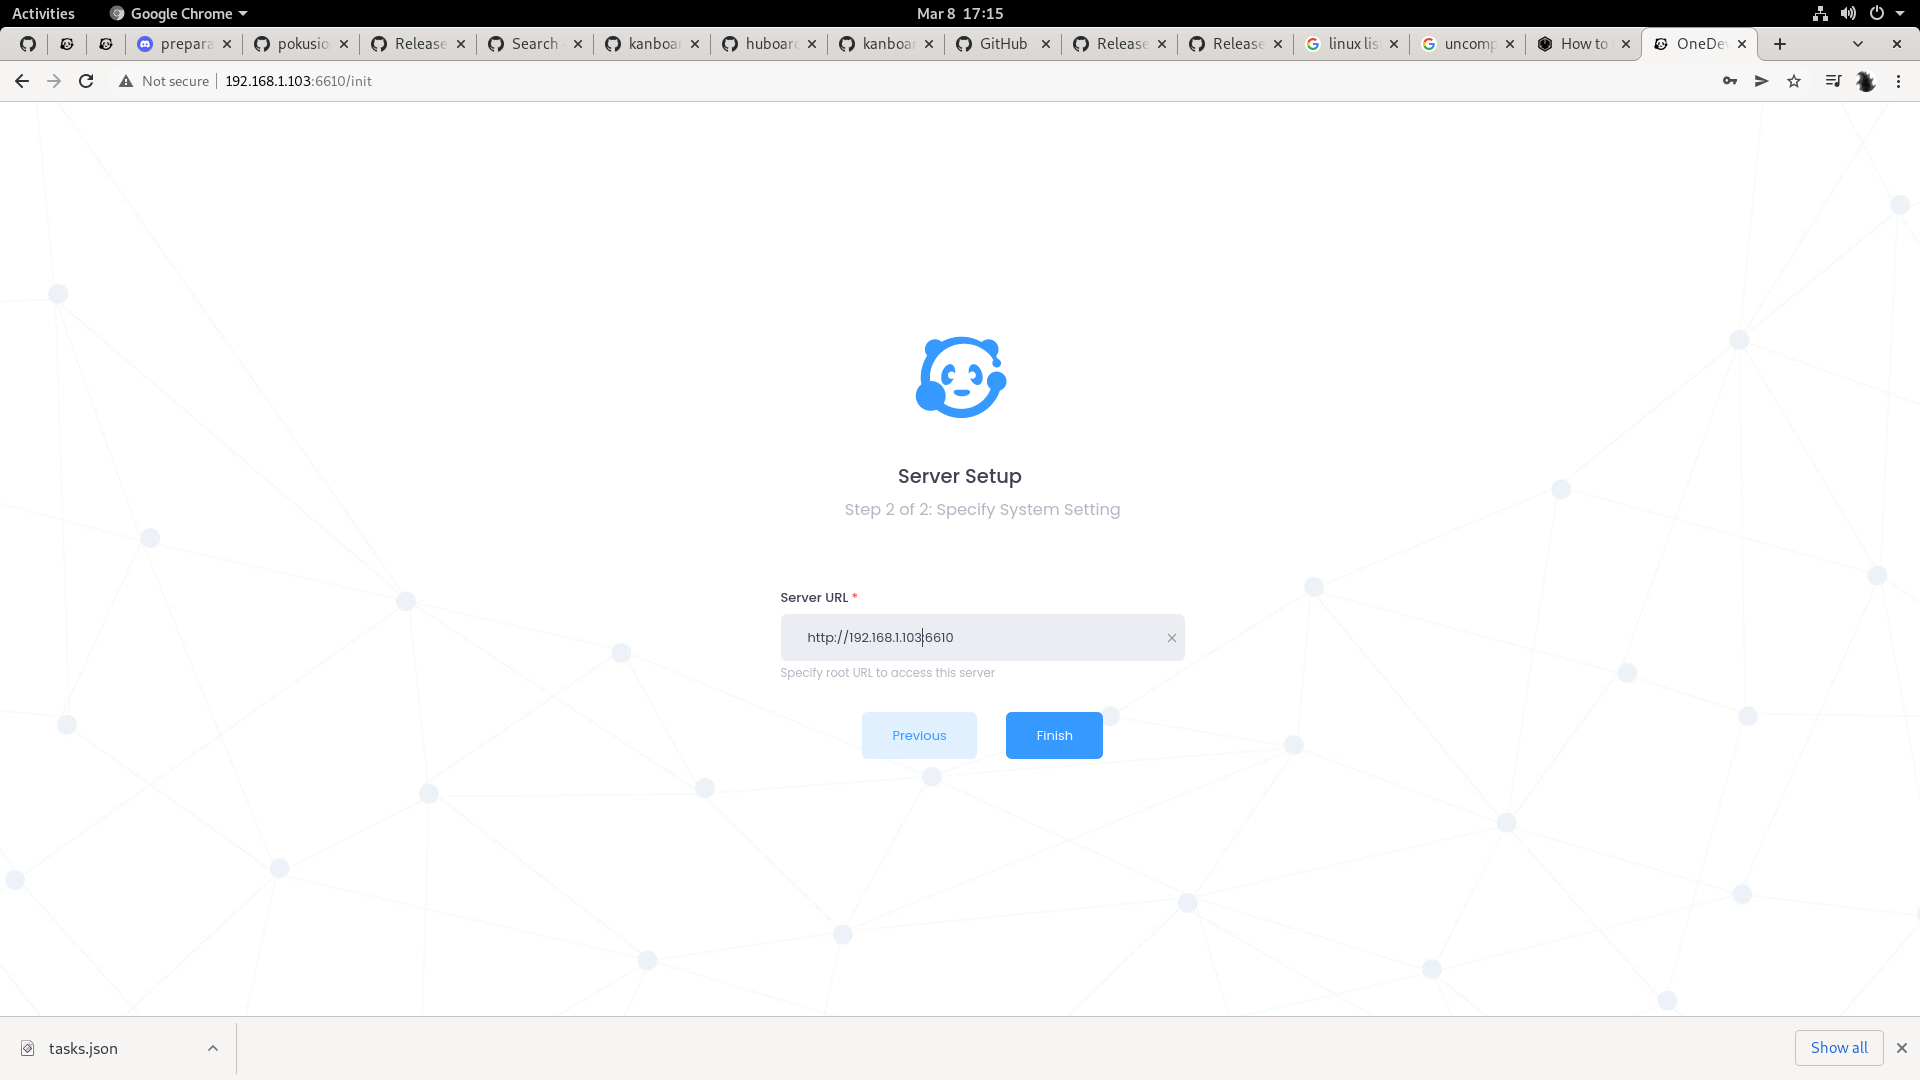 Activities Google Chrome Mar 8 17:15
prepara pokusio Release Search kanboar huboard kanboar GitHub Release Release linux lis uncomp How to OneDev
Not secure 192.168.1.103:6610/init
Server Setup
Step 2 of 2: Specify System Setting
Server URL *
http://192.168.1.103:6610
Specify root URL to access this server
Previous Finish
tasks.json Show all